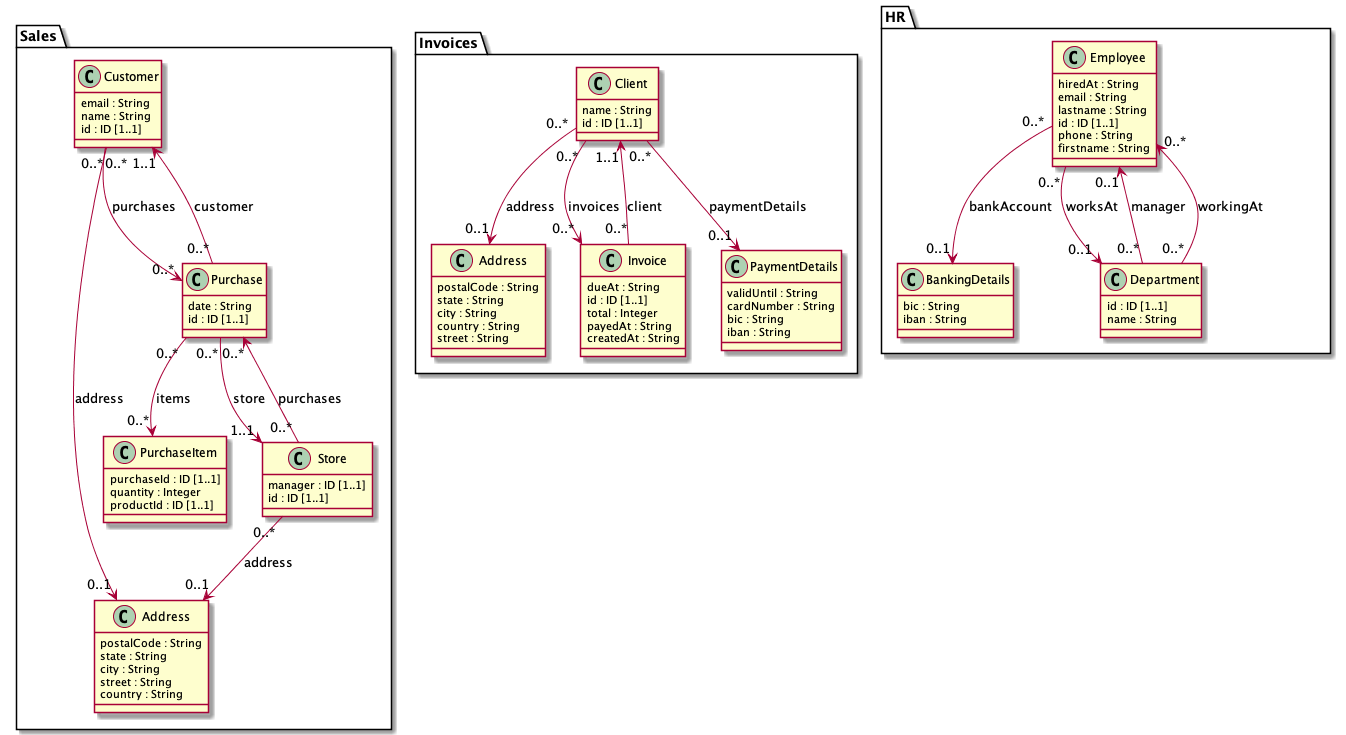 Sales
C Customer
email : String
name : String
id : ID [1..1]
0..* 0..* 1..1
purchases
customer
0..*
0..*
C Purchase
date : String
id : ID [1..1]
0..* 0..* 0..*
address
items
store
purchases
0..*
1..1
0..*
C PurchaseItem
purchaseId : ID [1..1]
quantity : Integer
productId : ID [1..1]
C Store
manager : ID [1..1]
id : ID [1..1]
0..*
address
0..1
0..1
C Address
postalCode : String
state : String
city : String
street : String
country : String
Invoices
C Client
name : String
id : ID [1..1]
0..*
0..* 1..1 0..*
address
invoices
client
paymentDetails
0..1
0..*
0..*
0..1
C Address
postalCode : String
state : String
city : String
country : String
street : String
C Invoice
dueAt : String
id : ID [1..1]
total : Integer
payedAt : String
createdAt : String
C PaymentDetails
validUntil : String
cardNumber : String
bic : String
iban : String
HR
C Employee
hiredAt : String
email : String
lastname : String
id : ID [1..1]
phone : String
firstname : String
0..*
0..*
0..*
0..1
bankAccount
worksAt
manager
workingAt
0..1
0..1
0..*
0..*
C BankingDetails
bic : String
iban : String
C Department
id : ID [1..1]
name : String